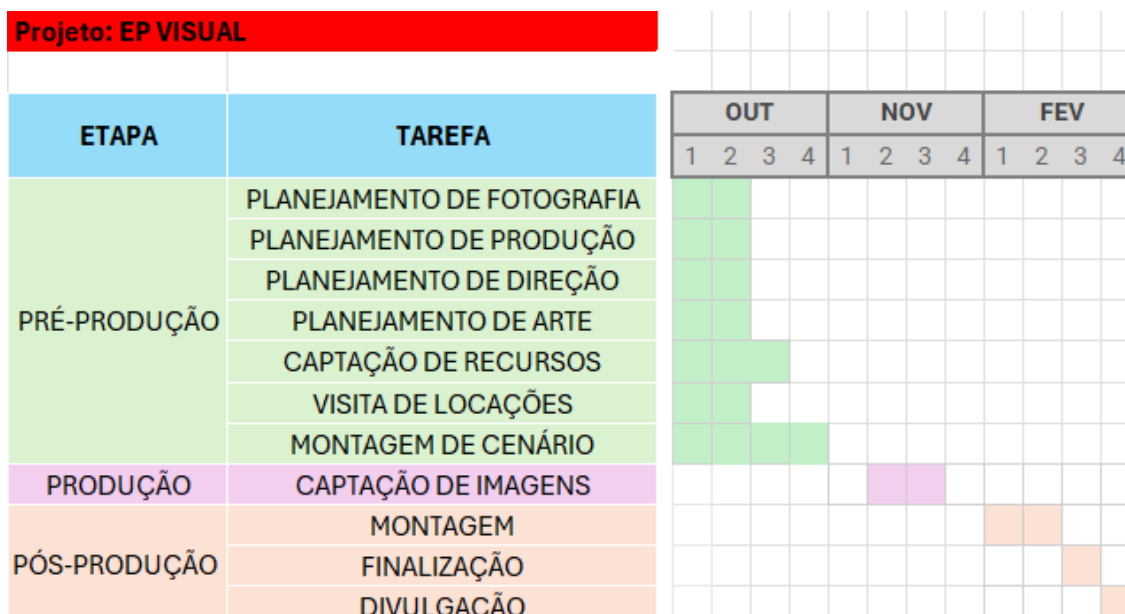 Projeto: EP VISUAL
ETAPA TAREFA OUT NOV FEV
1 2 3 4 1 2 3 4 1 2 3 4
PLANEJAMENTO DE FOTOGRAFIA
PLANEJAMENTO DE PRODUÇÃO
PLANEJAMENTO DE DIREÇÃO
PRÉ-PRODUÇÃO PLANEJAMENTO DE ARTE
CAPTAÇÃO DE RECURSOS
VISITA DE LOCAÇÕES
MONTAGEM DE CENÁRIO
PRODUÇÃO CAPTAÇÃO DE IMAGENS
MONTAGEM
PÓS-PRODUÇÃO FINALIZAÇÃO
DIVULGAÇÃO